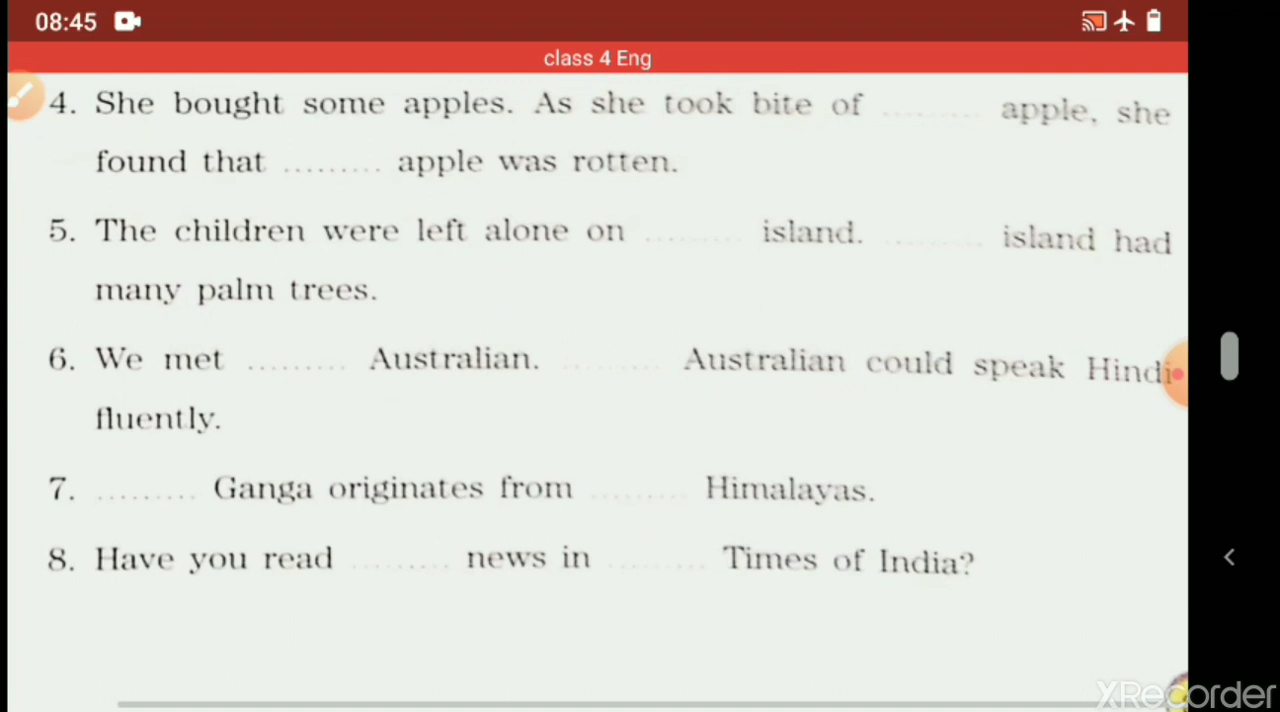 08:45
class 4 Eng
4. She bought some apples. As she took bite of ......... apple, she
found that ......... apple was rotten.
5. The children were left alone on ......... island. ......... island had
many palm trees.
6. We met ......... Australian. ......... Australian could speak Hindi
fluently.
7. ......... Ganga originates from ......... Himalayas.
8. Have you read ......... news in ......... Times of India?
XRecorder